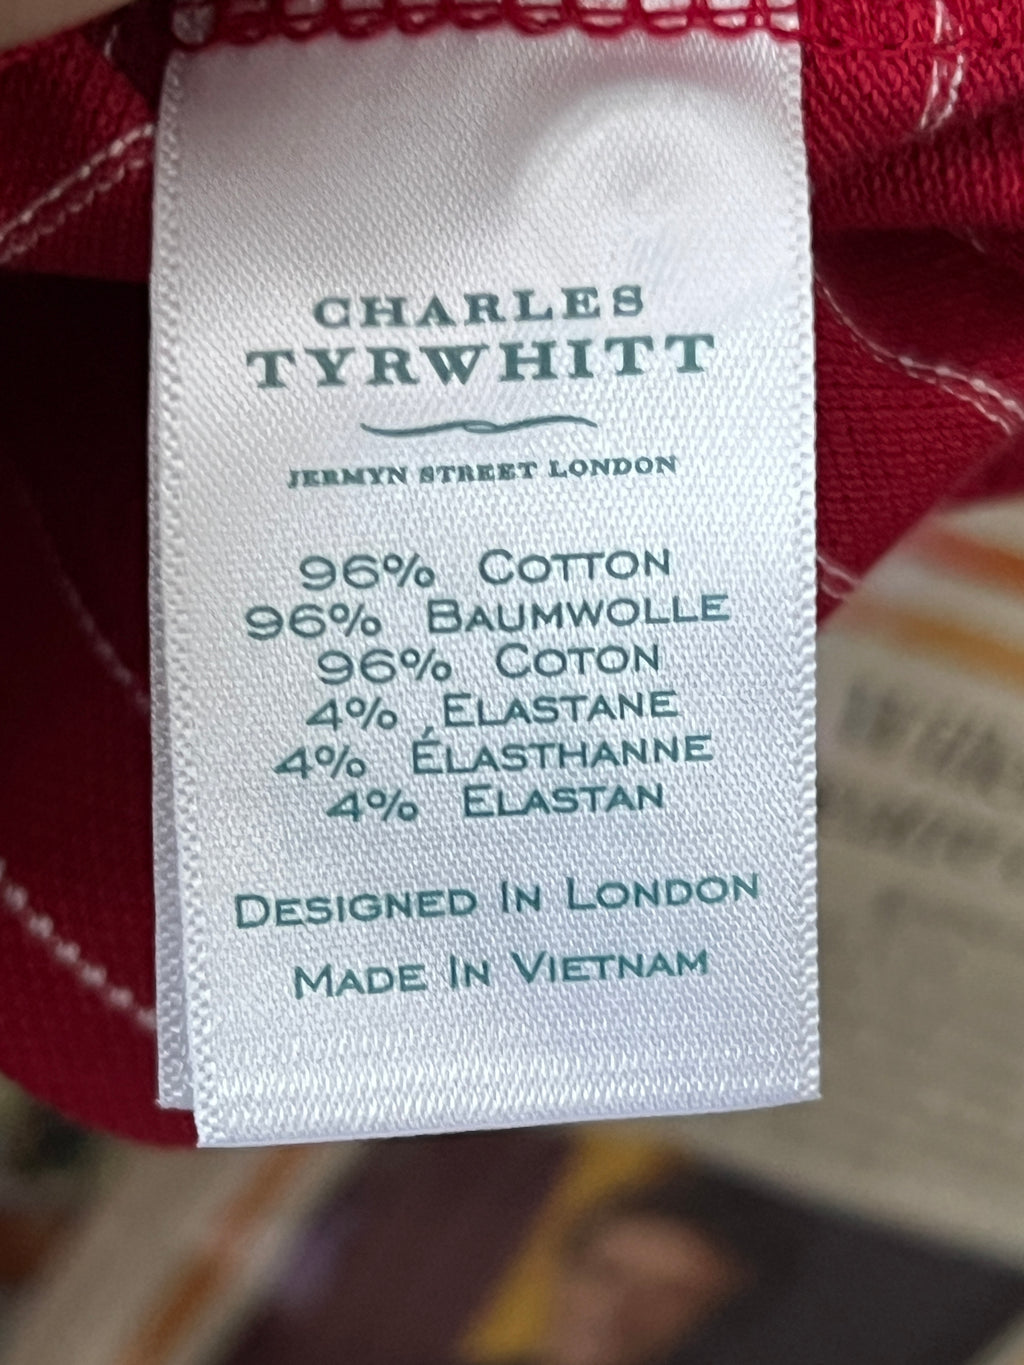 CHARLES
TYRWHITT
JERMYN STREET LONDON
96% COTTON
96% BAUMWOLLE
96% COTON
4% ELASTANE
4% ÉLASTHANNE
4% ELASTAN
DESIGNED IN LONDON
MADE IN VIETNAM